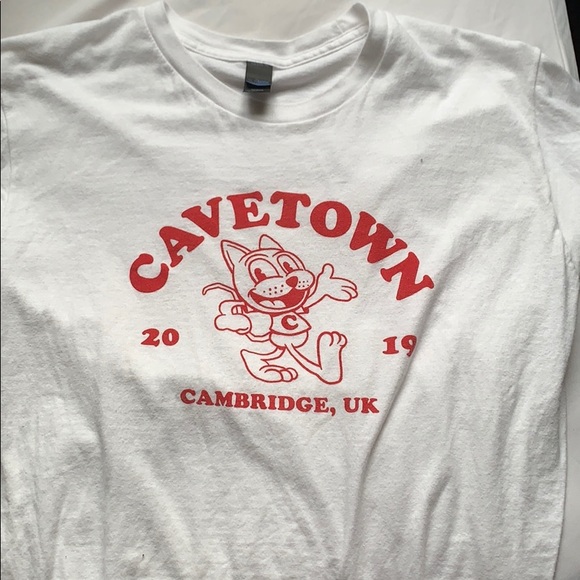 CAVETOWN
20 19
C
CAMBRIDGE, UK